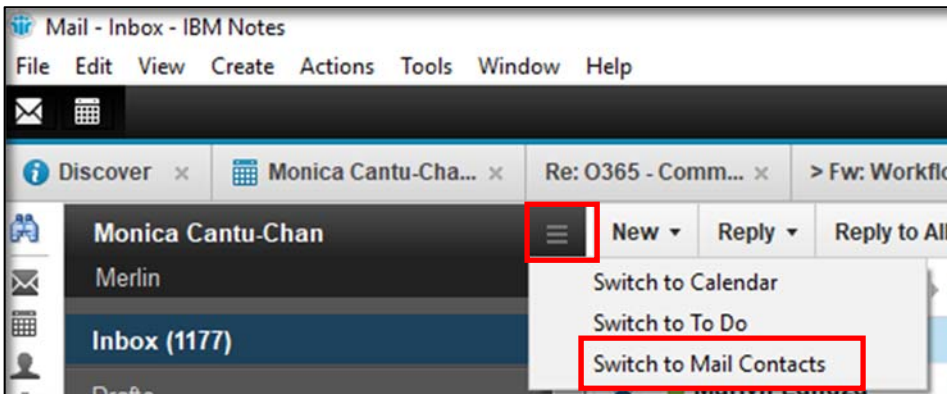 Mail - Inbox - IBM Notes
File Edit View Create Actions Tools Window Help
Discover × Monica Cantu-Cha... × Re: O365 - Comm... × > Fw: Workflo
Monica Cantu-Chan New Reply Reply to All
Merlin
Switch to Calendar
Switch to To Do
Inbox (1177)
Switch to Mail Contacts
Drafts